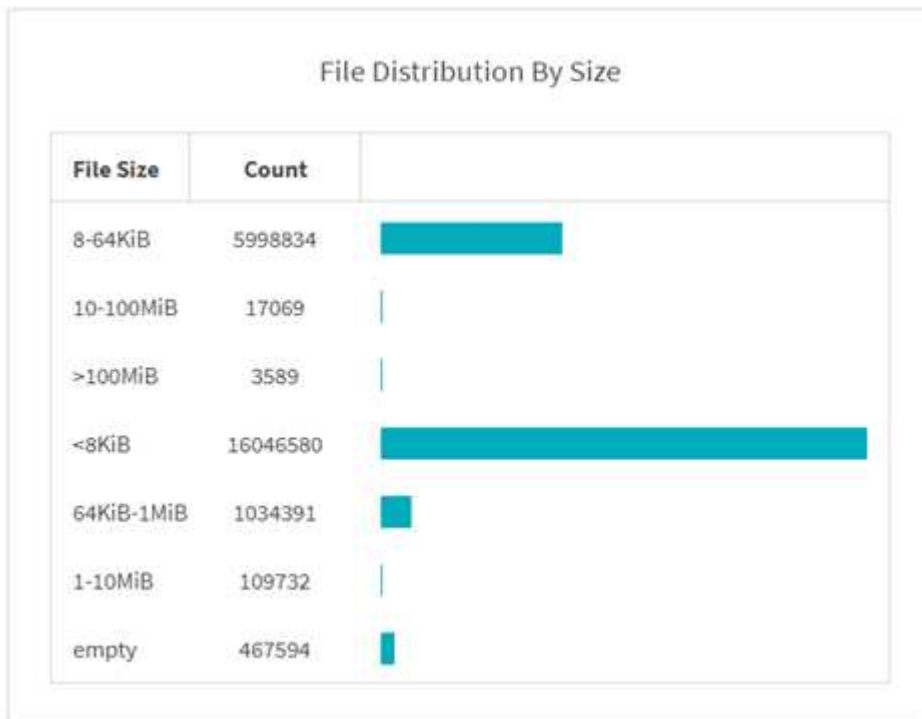 File Distribution By Size
File Size Count
8-64KiB 5998834
10-100MiB 17069
>100MiB 3589
<8KiB 16046580
64KiB-1MiB 1034391
1-10MiB 109732
empty 467594